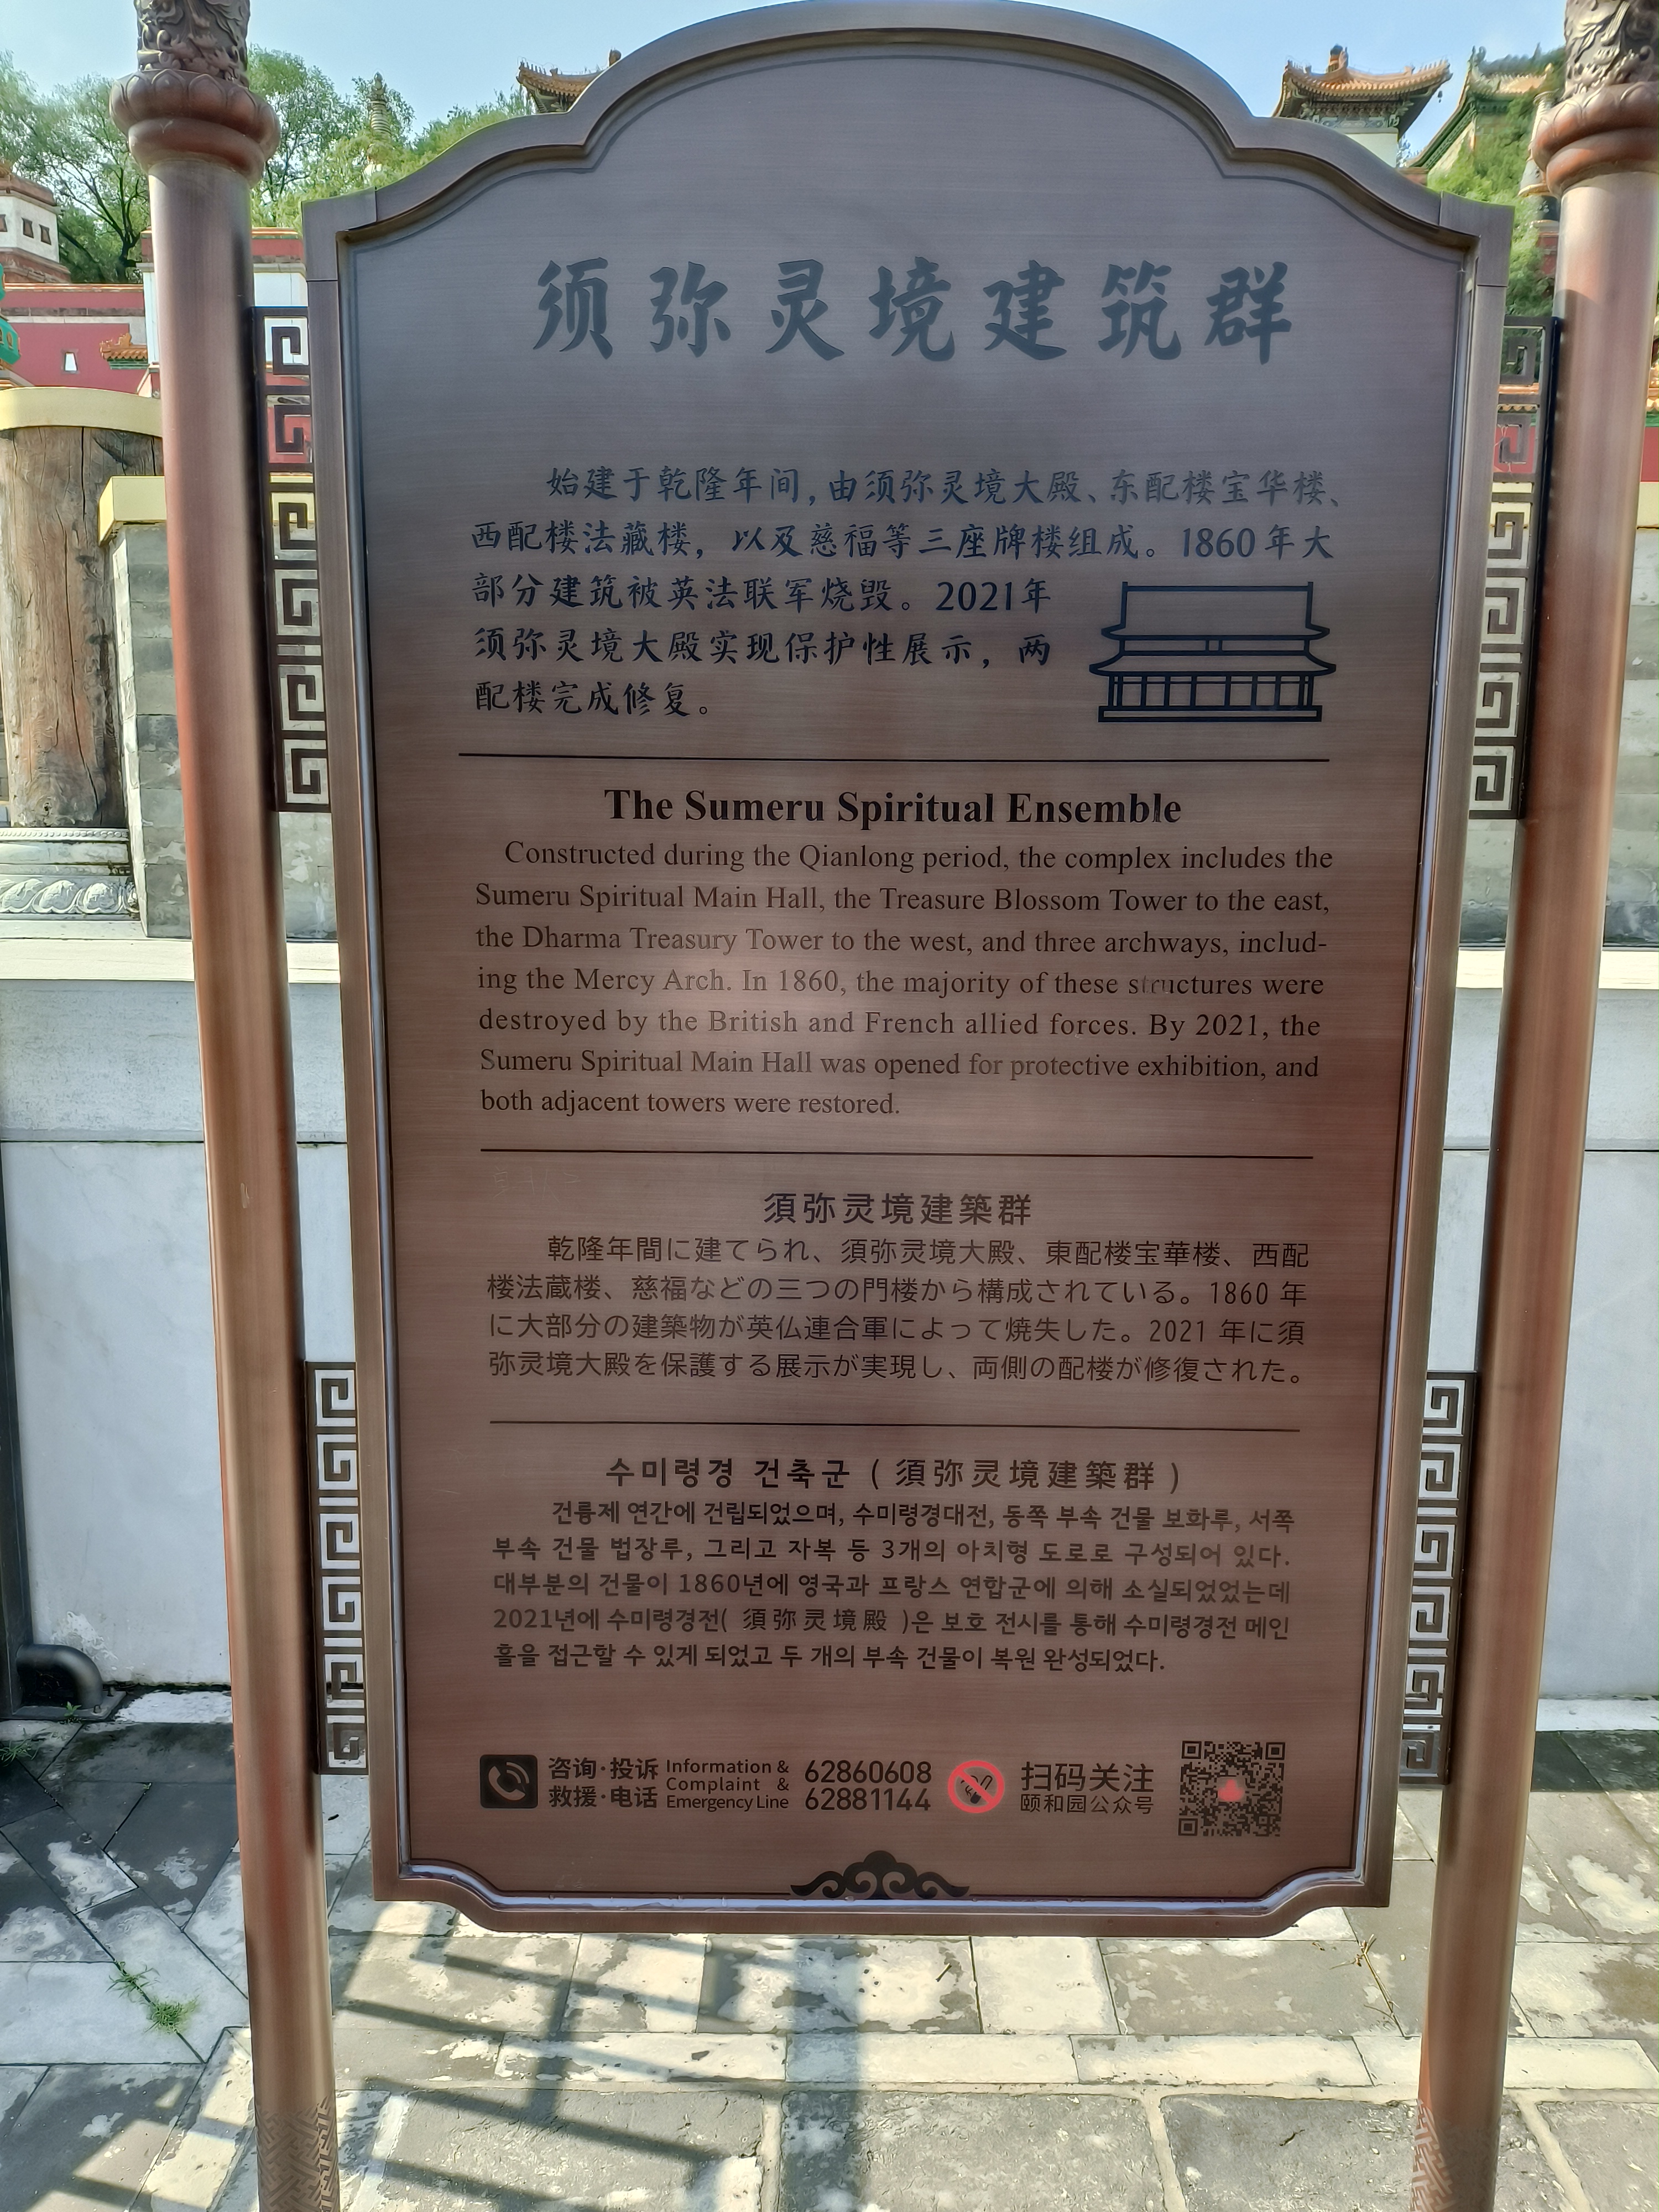 须弥灵境建筑群
始建于乾隆年间,由须弥灵境大殿、东配楼宝华楼、
西配楼法藏楼，以及慈福等三座牌楼组成。1860年大
部分建筑被英法联军烧毁。2021年
须弥灵境大殿实现保护性展示，两
配楼完成修复。
The Sumeru Spiritual Ensemble
Constructed during the Qianlong period, the complex includes the
Sumeru Spiritual Main Hall, the Treasure Blossom Tower to the east,
the Dharma Treasury Tower to the west, and three archways, includ-
ing the Mercy Arch. In 1860, the majority of these structures were
destroyed by the British and French allied forces. By 2021, the
Sumeru Spiritual Main Hall was opened for protective exhibition, and
both adjacent towers were restored.
須弥灵境建築群
乾隆年間に建てられ、須弥灵境大殿、東配楼宝華楼、西配
楼法蔵楼、慈福などの三つの門楼から構成されている。1860 年
に大部分の建築物が英仏連合軍によって焼失した。2021 年に須
弥灵境大殿を保護する展示が実現し、両側の配楼が修復された。
수미령경 건축군 ( 須弥灵境建築群 )
건륭제 연간에 건립되었으며, 수미령경대전, 동쪽 부속 건물 보화루, 서쪽
부속 건물 법장루, 그리고 자복 등 3개의 아치형 도로로 구성되어 있다.
대부분의 건물이 1860년에 영국과 프랑스 연합군에 의해 소실되었었는데
2021년에 수미령경전( 須弥灵境殿 )은 보호 전시를 통해 수미령경전 메인
홀을 접근할 수 있게 되었고 두 개의 부속 건물이 복원 완성되었다.
咨询·投诉 Information & 62860608
救援·电话 Complaint &
Emergency Line 62881144
扫码关注
颐和园公众号